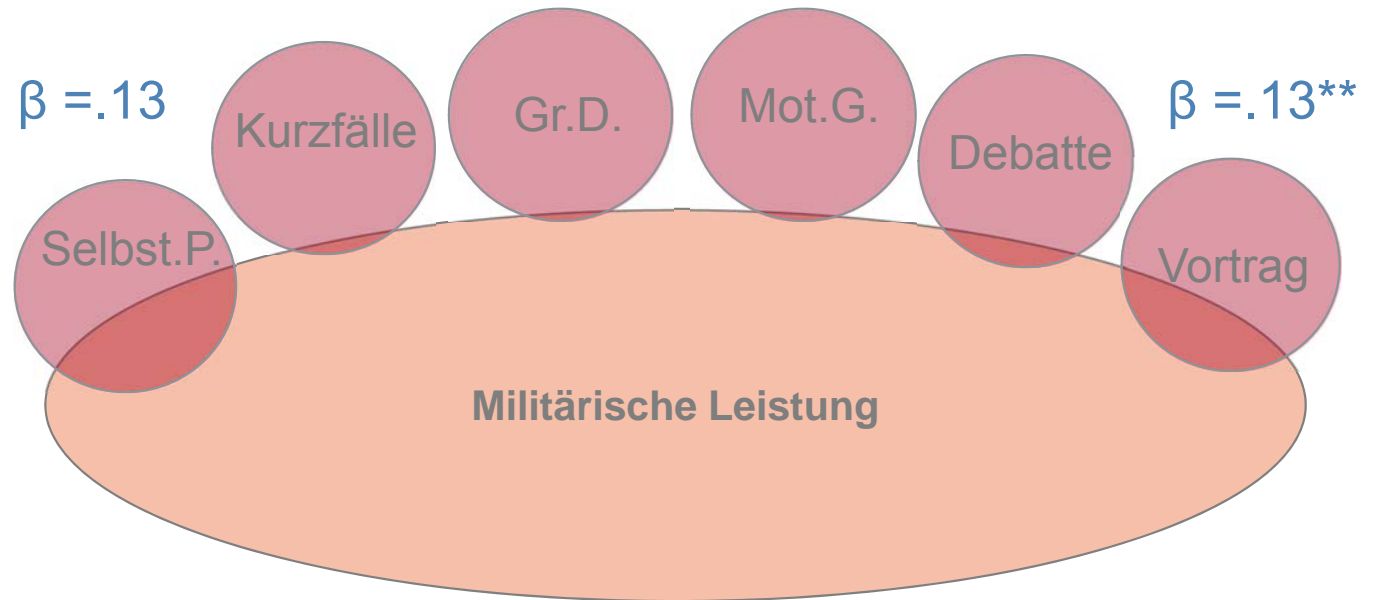 β =.13
Kurzfälle
Gr.D.
Mot.G.
Debatte
β =.13**
Selbst.P.
Vortrag
Militärische Leistung